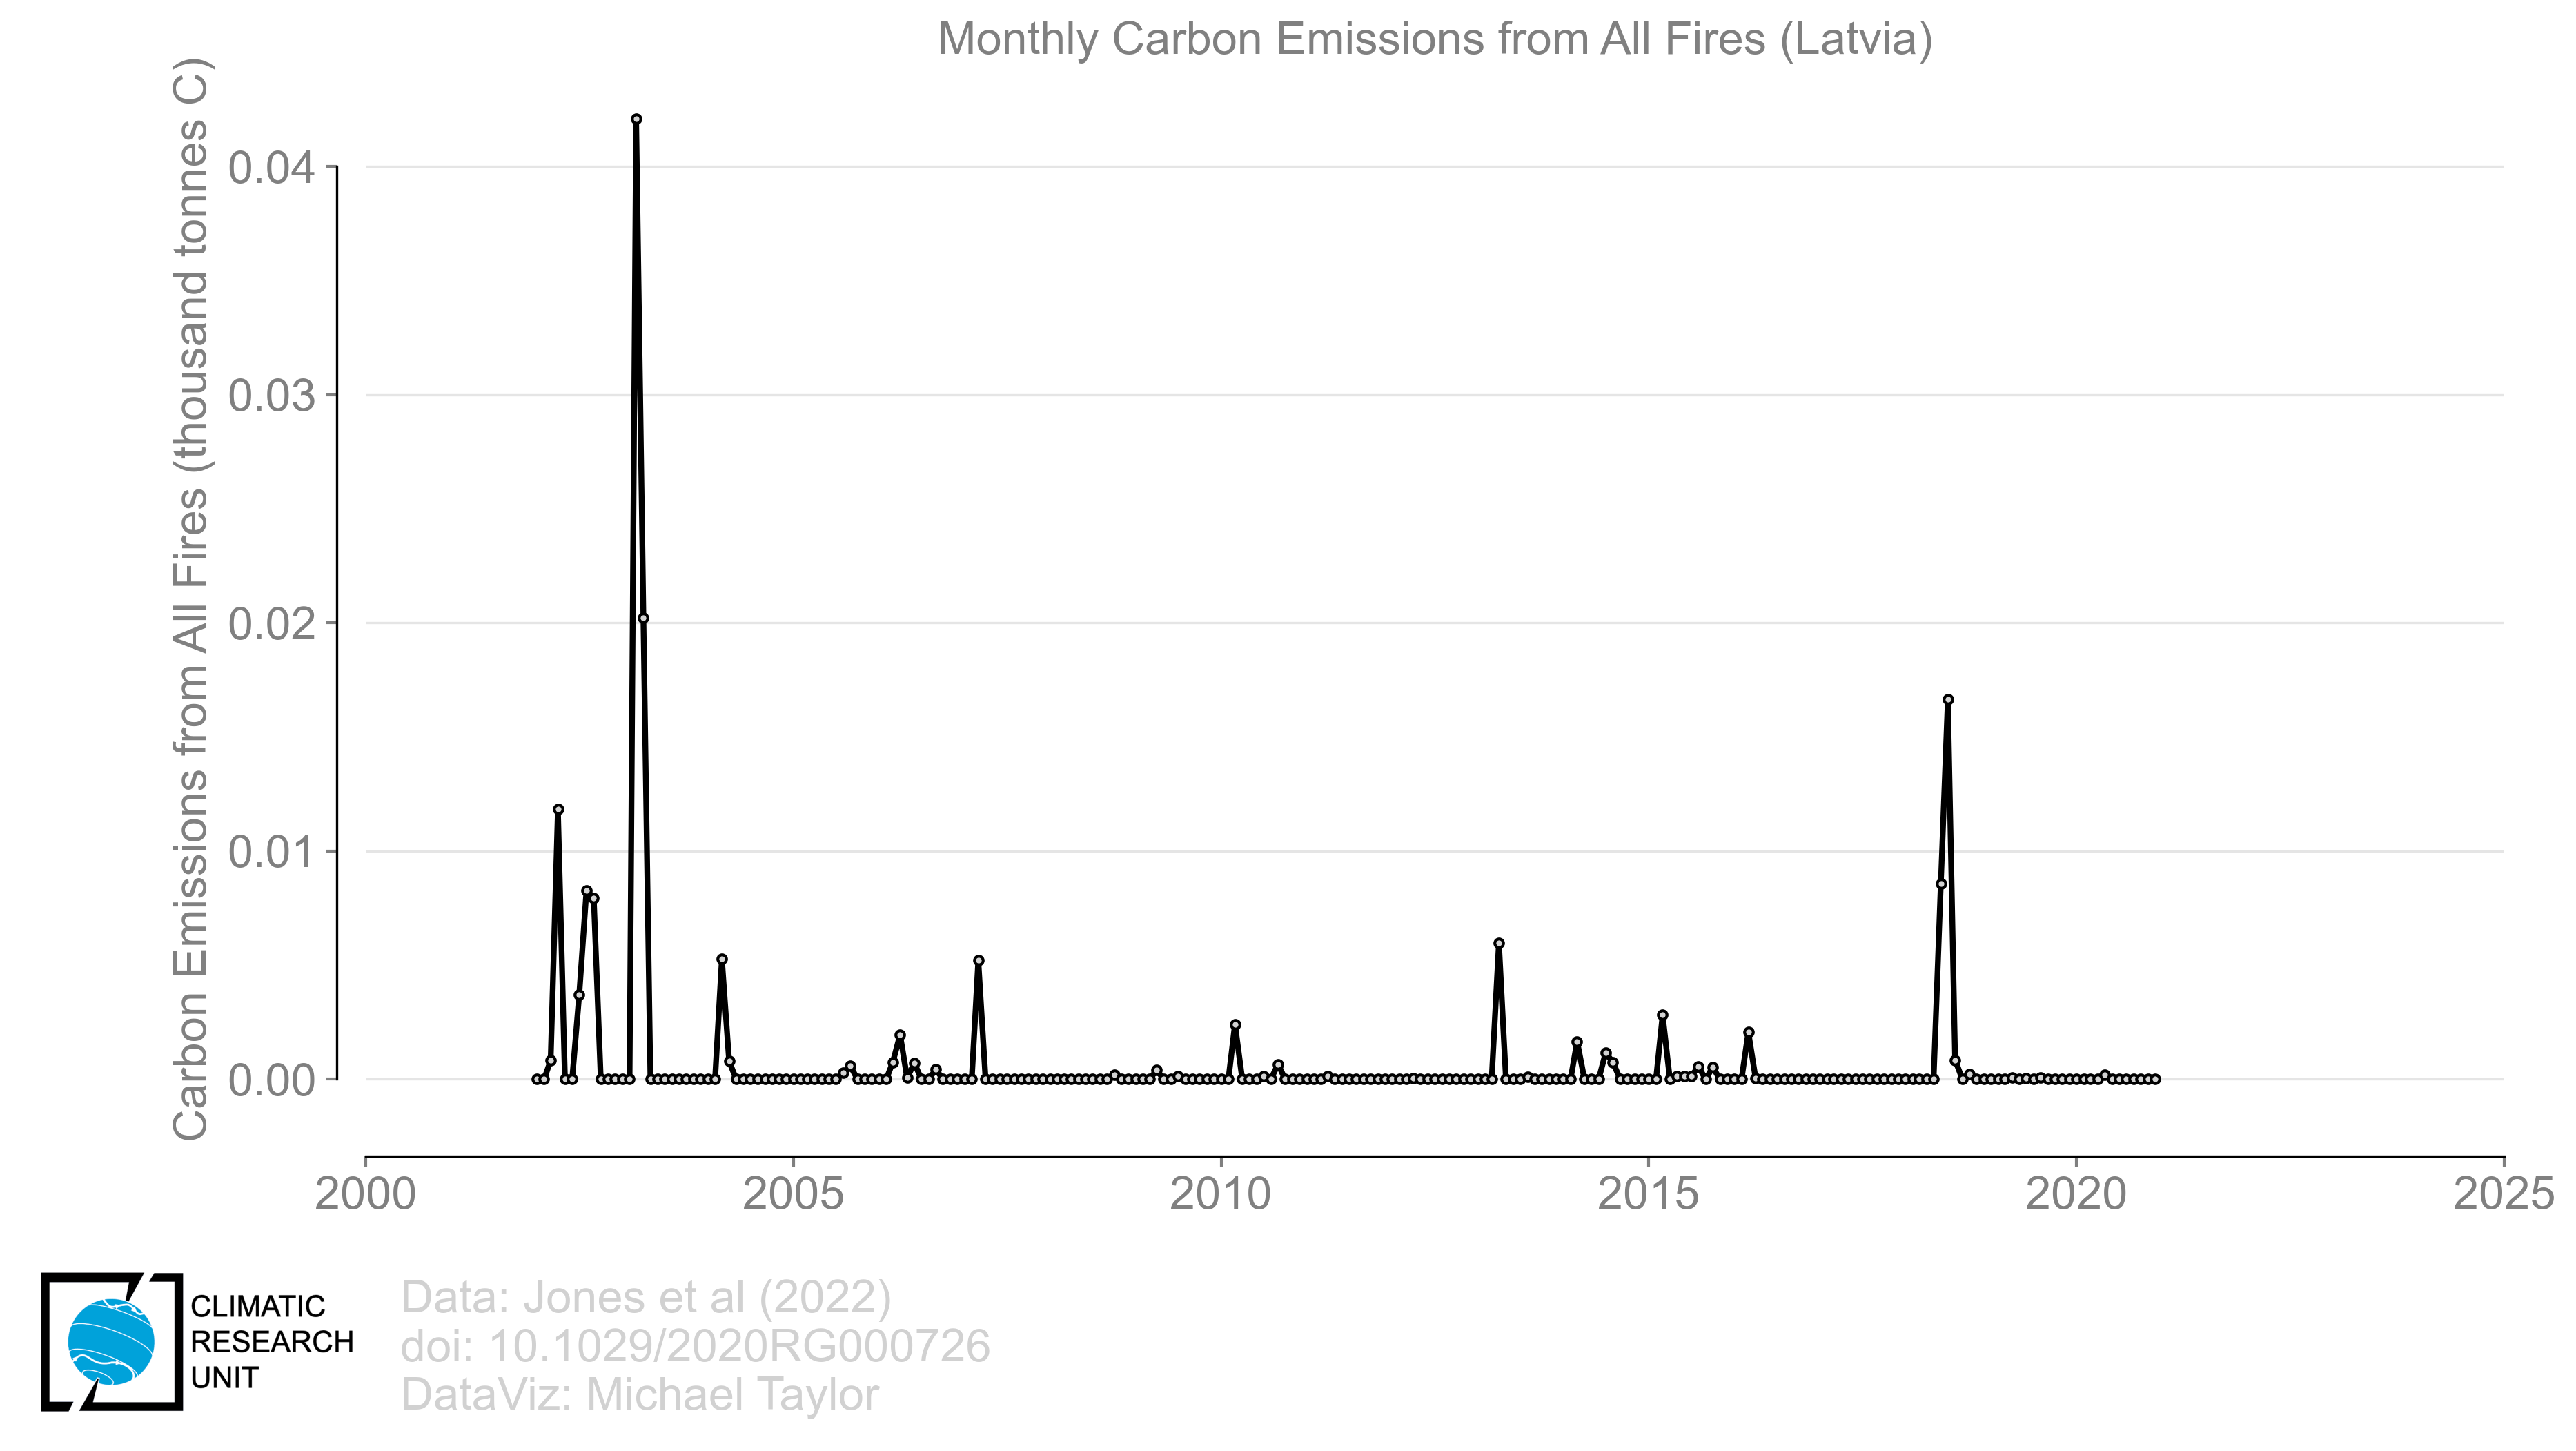 Monthly Carbon Emissions from All Fires (Latvia)
Carbon Emissions from All Fires (thousand tonnes C)
0.04
0.03
0.02
0.01
0.00
2000
2005
2010
2015
2020
2025
CLIMATIC
RESEARCH
UNIT
Data: Jones et al (2022)
doi: 10.1029/2020RG000726
DataViz: Michael Taylor